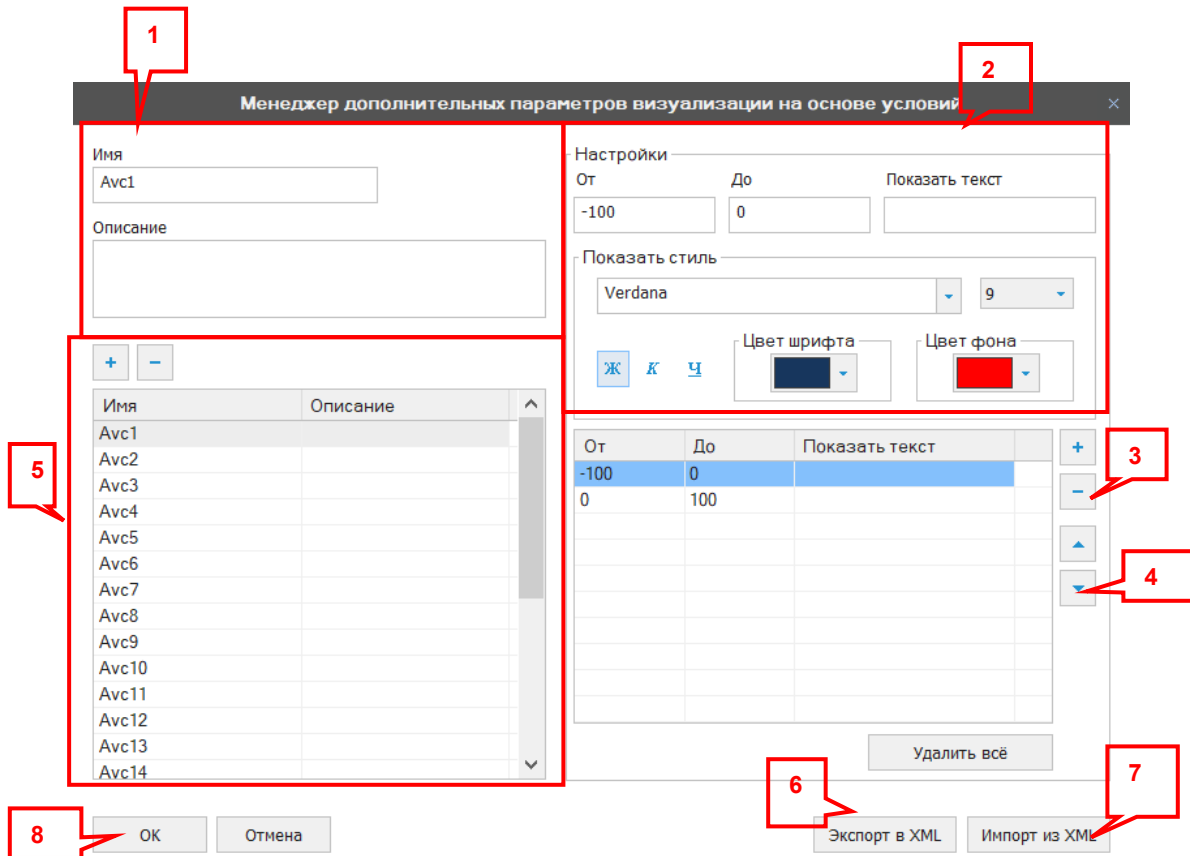 1
2
Менеджер дополнительных параметров визуализации на основе условий
Имя
Avc1
Описание
Настройки
От До Показать текст
-100 0
Показать стиль
Verdana 9
Ж К Ч
Цвет шрифта Цвет фона
+ −
Имя Описание
Avc1
Avc2
Avc3
Avc4
Avc5
Avc6
Avc7
Avc8
Avc9
Avc10
Avc11
Avc12
Avc13
Avc14
5
От До Показать текст
-100 0
0 100
+
−
3
4
Удалить всё
6
7
8
ОК Отмена
Экспорт в XML Импорт из XML